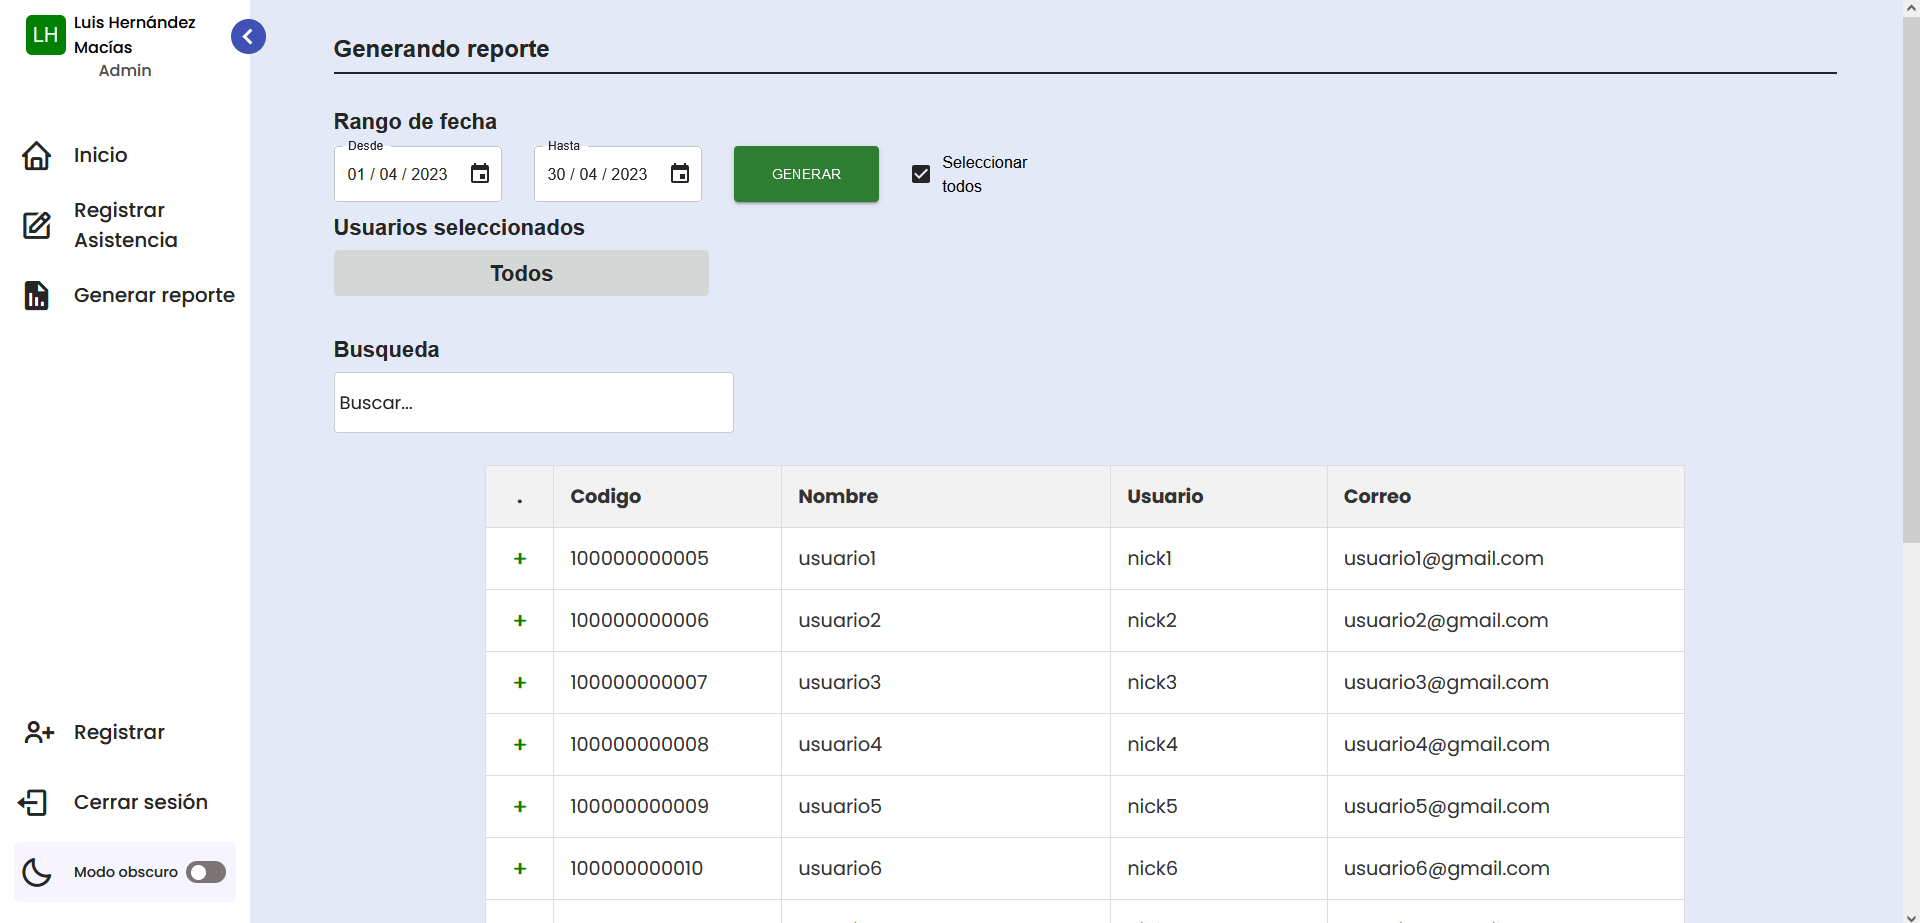 LH
Luis Hernández
Macías
Admin
Inicio
Registrar
Asistencia
Generar reporte
Registrar
Cerrar sesión
Modo obscuro
Generando reporte
Rango de fecha
Desde
01 / 04 / 2023
Hasta
30 / 04 / 2023
GENERAR
Seleccionar
todos
Usuarios seleccionados
Todos
Busqueda
Buscar...
. Codigo Nombre Usuario Correo
+ 100000000005 usuario1 nick1 usuario1@gmail.com
+ 100000000006 usuario2 nick2 usuario2@gmail.com
+ 100000000007 usuario3 nick3 usuario3@gmail.com
+ 100000000008 usuario4 nick4 usuario4@gmail.com
+ 100000000009 usuario5 nick5 usuario5@gmail.com
+ 100000000010 usuario6 nick6 usuario6@gmail.com